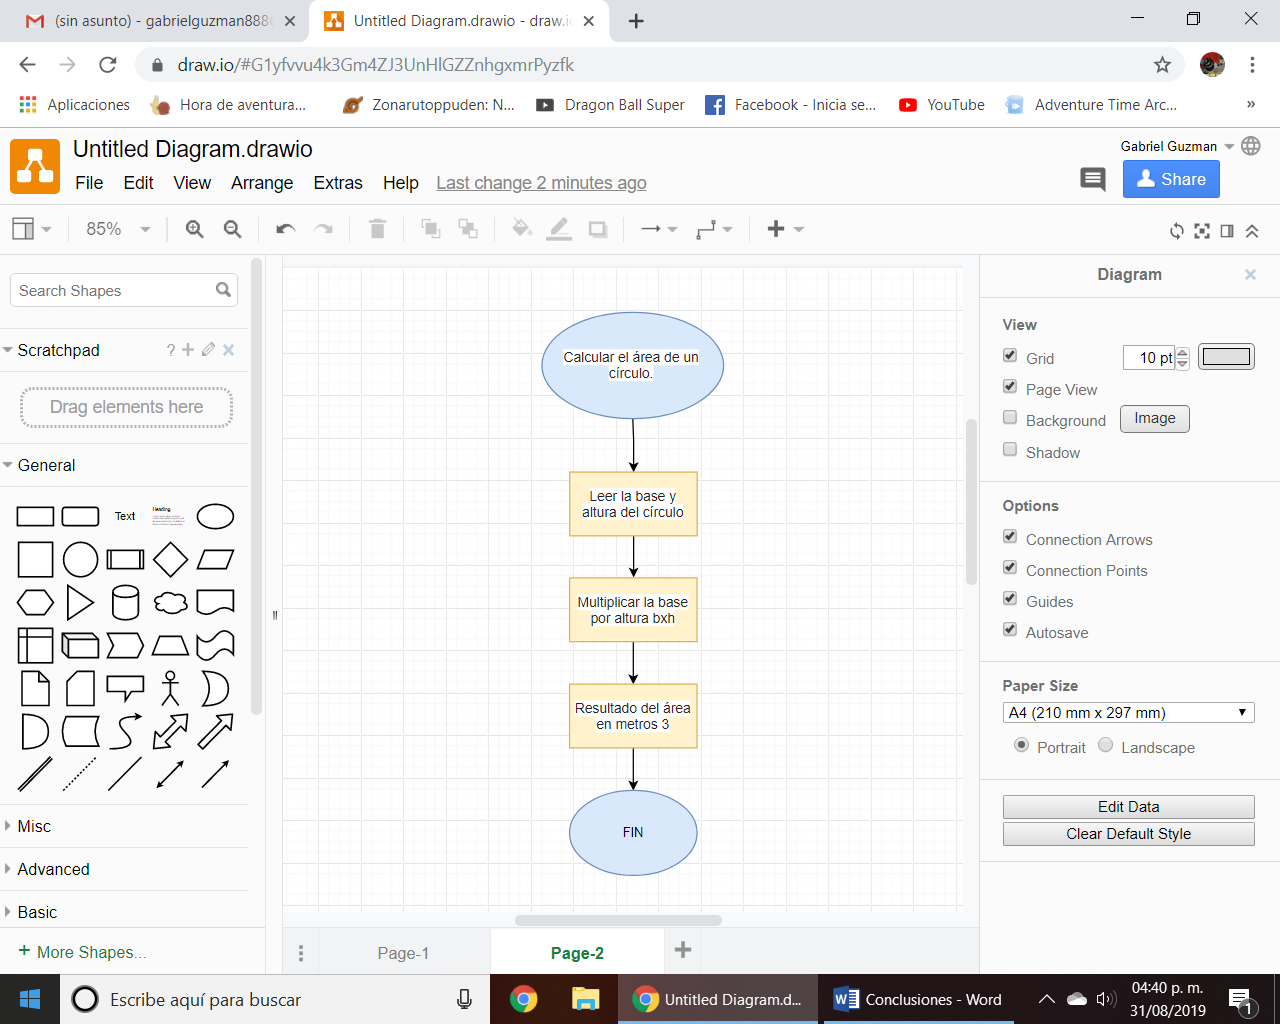 (sin asunto) - gabrielguzman888
Untitled Diagram.drawio - draw.i
draw.io/#G1yfvvu4k3Gm4ZJ3UnHlGZZnhgxmrPyzfk
Aplicaciones
Hora de aventura...
Zonarutoppuden: N...
Dragon Ball Super
Facebook - Inicia se...
YouTube
Adventure Time Arc...
»
Untitled Diagram.drawio
Gabriel Guzman
File Edit View Arrange Extras Help Last change 2 minutes ago
Share
85%
Search Shapes
Scratchpad
?
Drag elements here
General
Text
Heading
Misc
Advanced
Basic
+ More Shapes...
Calcular el área de un
círculo.
Leer la base y
altura del círculo
Multiplicar la base
por altura bxh
Resultado del área
en metros 3
FIN
Page-1
Page-2
Diagram
View
Grid
10 pt
Page View
Background
Image
Shadow
Options
Connection Arrows
Connection Points
Guides
Autosave
Paper Size
A4 (210 mm x 297 mm)
Portrait
Landscape
Edit Data
Clear Default Style
Escribe aquí para buscar
Untitled Diagram.d...
Conclusiones - Word
04:40 p. m.
31/08/2019
1